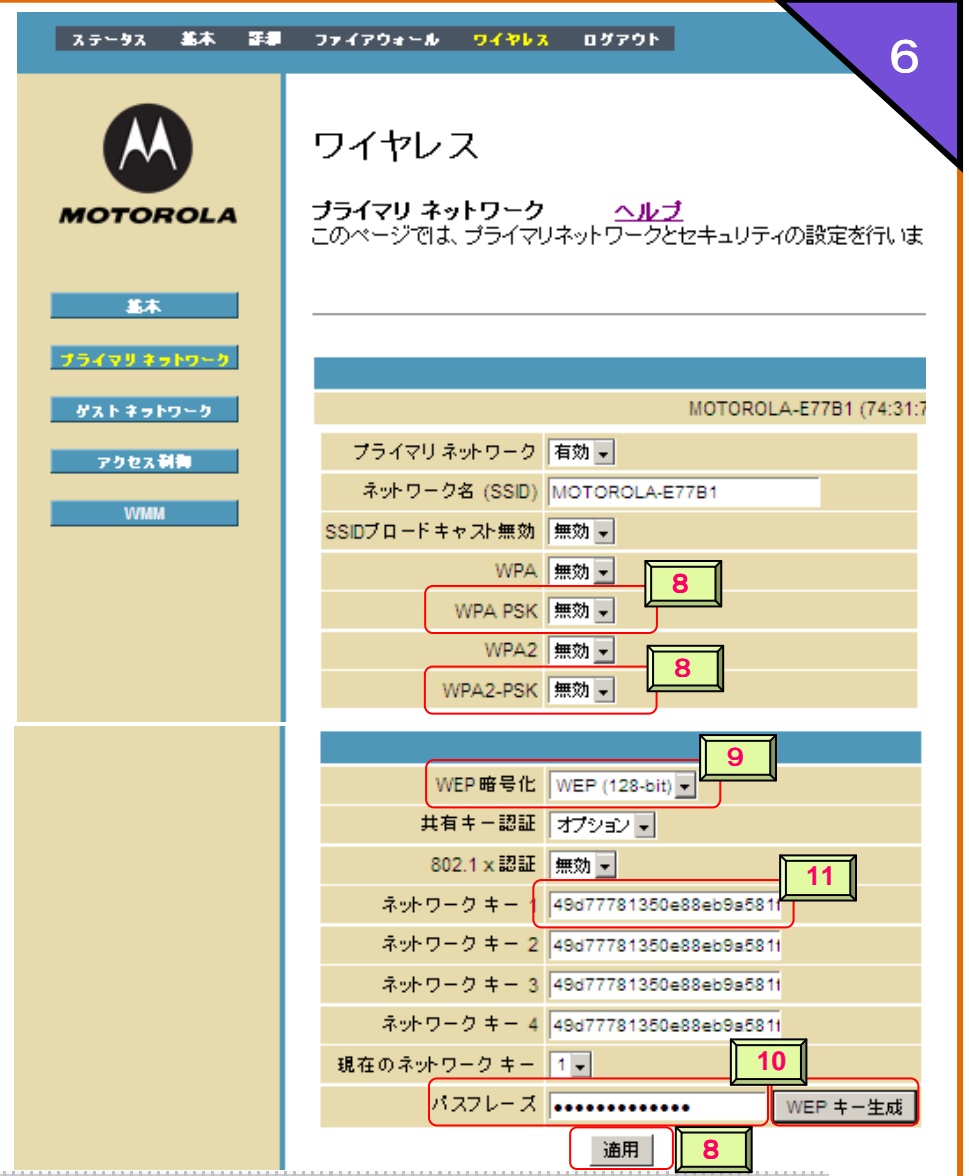 ステータス 基本 詳細 ファイアウォール ワイヤレス ログアウト
6
MOTOROLA
ワイヤレス
プライマリ ネットワーク ヘルプ
このページでは、プライマリネットワークとセキュリティの設定を行いま
基本
プライマリ ネットワーク
ゲスト ネットワーク
アクセス制御
WMM
MOTOROLA-E77B1 (74:31:7
プライマリ ネットワーク 有効
ネットワーク名 (SSID) MOTOROLA-E77B1
SSIDブロードキャスト無効 無効
WPA 無効
8
WPA PSK 無効
WPA2 無効
8
WPA2-PSK 無効
9
WEP 暗号化 WEP (128-bit)
共有キー認証 オプション
802.1 x 認証 無効
11
ネットワーク キー 1 49d77781350e88eb9a581f
ネットワーク キー 2 49d77781350e88eb9a581f
ネットワーク キー 3 49d77781350e88eb9a581f
ネットワーク キー 4 49d77781350e88eb9a581f
現在のネットワーク キー 1
10
パスフレーズ ••••••••••••• WEP キー生成
適用 8